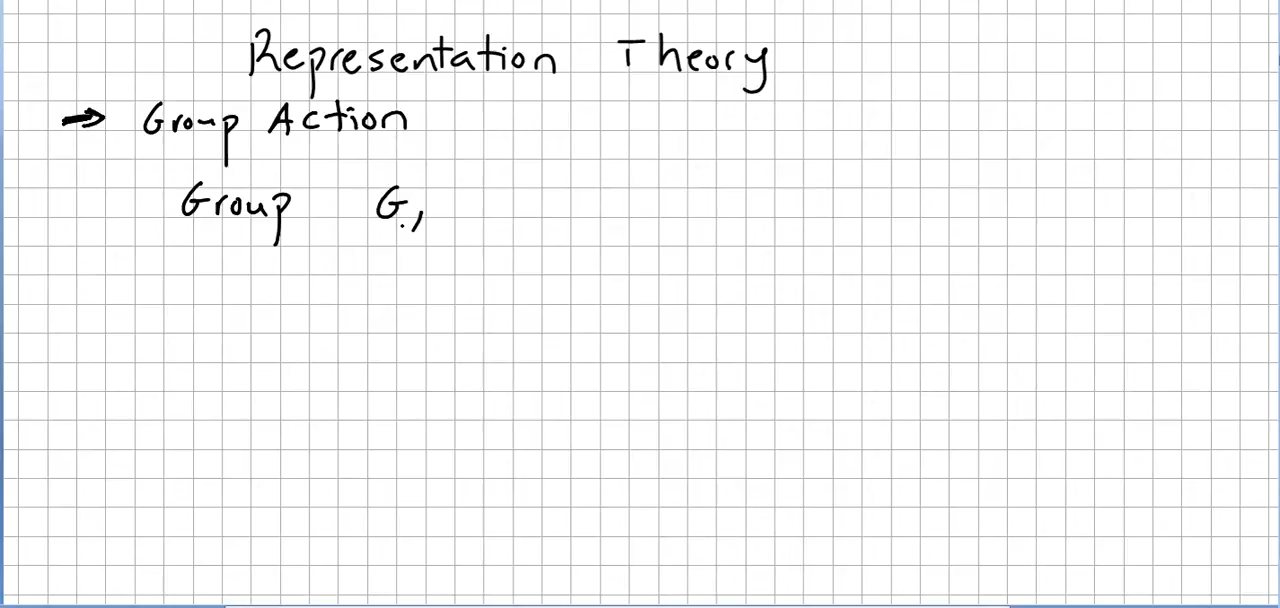 Representation Theory
⇒ Group Action
Group G,